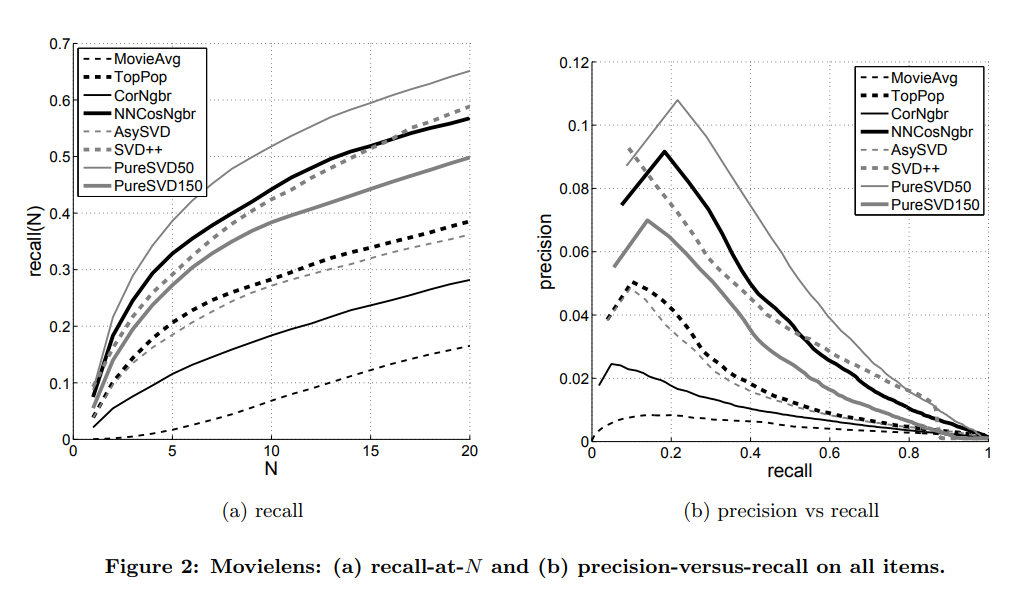 0.7
0.6
0.5
0.4
0.3
0.2
0.1
0
recall(N)
MovieAvg
TopPop
CorNgbr
NNCosNgbr
AsySVD
SVD++
PureSVD50
PureSVD150
0 5 10 15 20
N
(a) recall
0.12
0.1
0.08
0.06
0.04
0.02
0
precision
MovieAvg
TopPop
CorNgbr
NNCosNgbr
AsySVD
SVD++
PureSVD50
PureSVD150
0 0.2 0.4 0.6 0.8 1
recall
(b) precision vs recall
Figure 2: Movielens: (a) recall-at-N and (b) precision-versus-recall on all items.